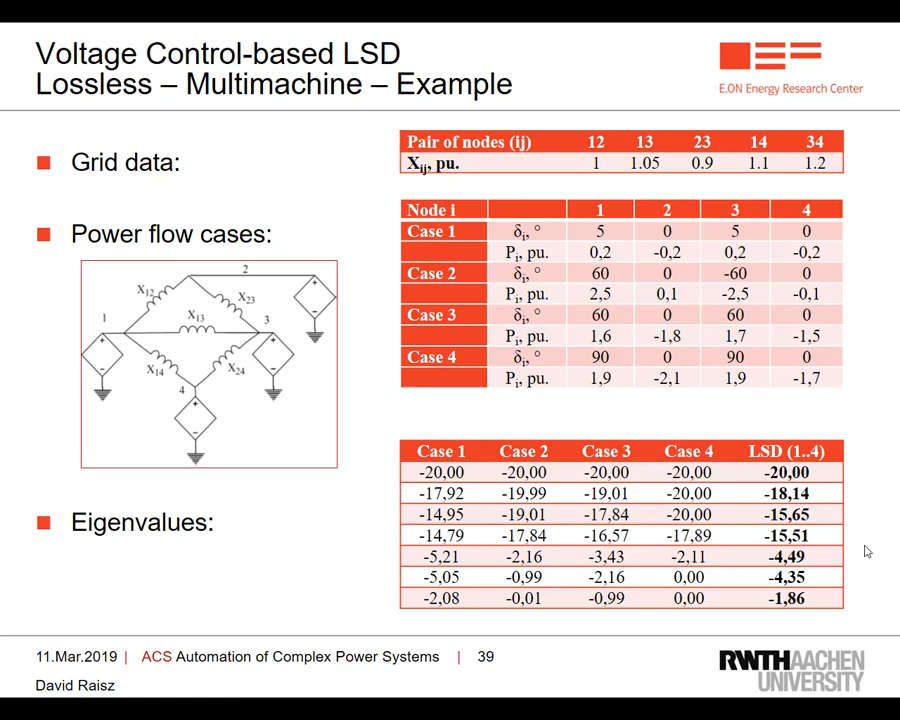 Voltage Control-based LSD
Lossless – Multimachine – Example
E.ON Energy Research Center
Grid data:
Pair of nodes (ij) 12 13 23 14 34
Xij, pu. 1 1.05 0.9 1.1 1.2
Power flow cases:
Node i 1 2 3 4
Case 1 δi, ° 5 0 5 0
Pi, pu. 0,2 -0,2 0,2 -0,2
Case 2 δi, ° 60 0 -60 0
Pi, pu. 2,5 0,1 -2,5 -0,1
Case 3 δi, ° 60 0 60 0
Pi, pu. 1,6 -1,8 1,7 -1,5
Case 4 δi, ° 90 0 90 0
Pi, pu. 1,9 -2,1 1,9 -1,7
2
X12
X23
1
X13
3
X14
X24
4
Eigenvalues:
Case 1 Case 2 Case 3 Case 4 LSD (1..4)
-20,00 -20,00 -20,00 -20,00 -20,00
-17,92 -19,99 -19,01 -20,00 -18,14
-14,95 -19,01 -17,84 -20,00 -15,65
-14,79 -17,84 -16,57 -17,89 -15,51
-5,21 -2,16 -3,43 -2,11 -4,49
-5,05 -0,99 -2,16 0,00 -4,35
-2,08 -0,01 -0,99 0,00 -1,86
11.Mar.2019 | ACS Automation of Complex Power Systems | 39
David Raisz
RWTH AACHEN
UNIVERSITY